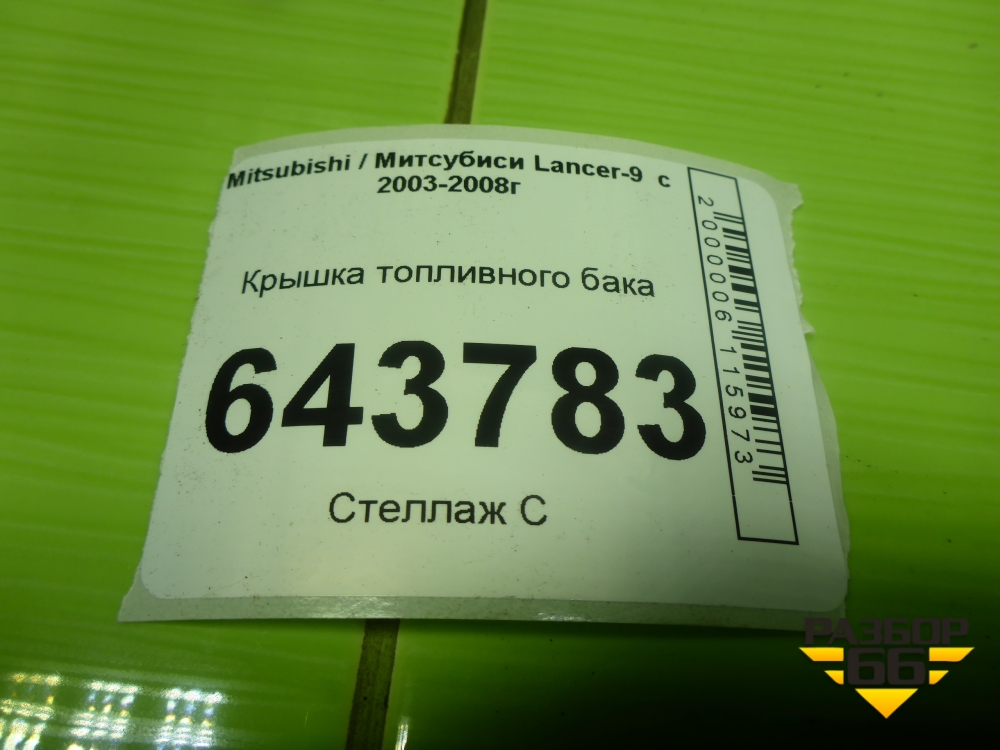 Mitsubishi / Митсубиси Lancer-9 с
2003-2008г
Крышка топливного бака
643783
Стеллаж С
2000006115973
РАЗБОР
66